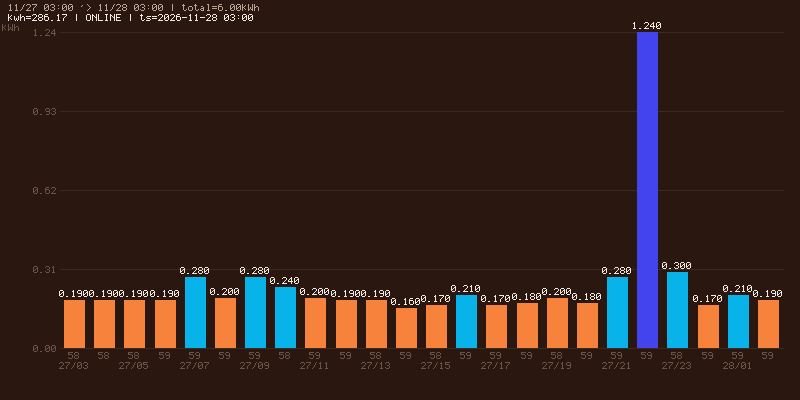 11/27 03:00 -> 11/28 03:00 | total=6.00kWh
kWh=286.17 | ONLINE | ts=2026-11-28 03:00
kWh
1.24
0.93
0.62
0.31
0.00
0.190 0.190 0.190 0.190 0.280 0.200 0.280 0.240 0.200 0.190 0.190 0.160 0.170 0.210 0.170 0.180 0.200 0.180 0.280 1.240 0.300 0.170 0.210 0.190
58 58 58 59 59 59 59 58 59 59 58 59 58 59 59 58 58 59 59 59 58 59 59 59
27/03 27/05 27/07 27/09 27/11 27/13 27/15 27/17 27/19 27/21 27/23 28/01